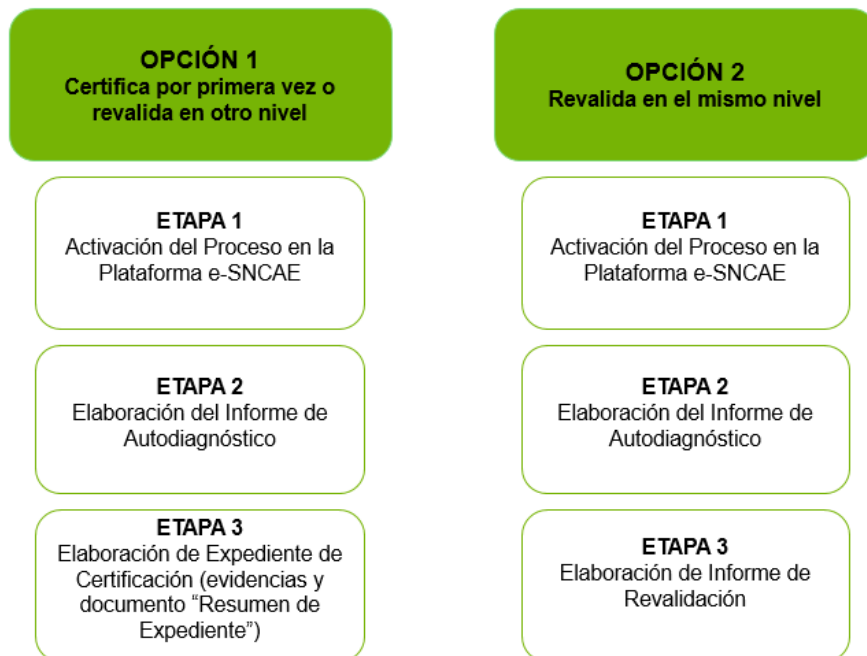 OPCIÓN 1
Certifica por primera vez o
revalida en otro nivel
ETAPA 1
Activación del Proceso en la
Plataforma e-SNCAE
ETAPA 2
Elaboración del Informe de
Autodiagnóstico
ETAPA 3
Elaboración de Expediente de
Certificación (evidencias y
documento “Resumen de
Expediente”)
OPCIÓN 2
Revalida en el mismo nivel
ETAPA 1
Activación del Proceso en la
Plataforma e-SNCAE
ETAPA 2
Elaboración del Informe de
Autodiagnóstico
ETAPA 3
Elaboración de Informe de
Revalidación